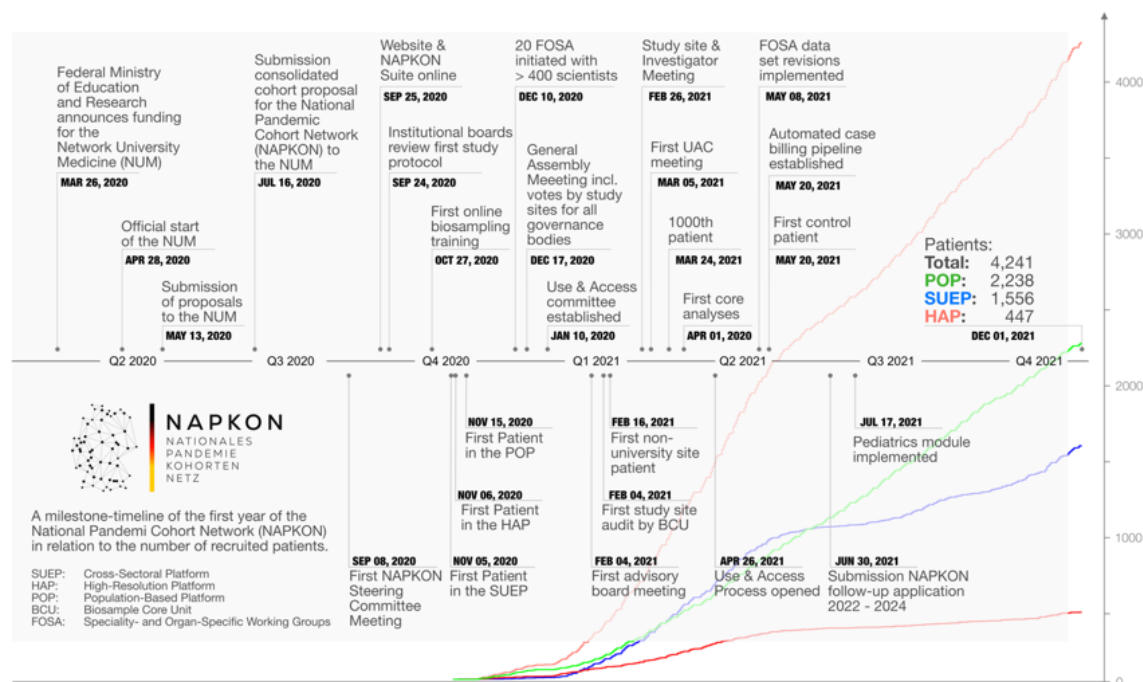 Federal Ministry
of Education
and Research
announces funding
for the
Network University
Medicine (NUM)
MAR 26, 2020
Official start
of the NUM
APR 28, 2020
Submission
of proposals
to the NUM
MAY 13, 2020
Submission
consolidated
cohort proposal
for the National
Pandemic
Cohort Network
(NAPKON) to
the NUM
JUL 16, 2020
Website &
NAPKON
Suite online
SEP 25, 2020
Institutional boards
review first study
protocol
SEP 24, 2020
First online
biosampling
training
OCT 27, 2020
20 FOSA
initiated with
> 400 scientists
DEC 10, 2020
General
Assembly
Meeeting incl.
votes by study
sites for all
governance
bodies
DEC 17, 2020
Use & Access
committee
established
JAN 10, 2020
Study site &
Investigator
Meeting
FEB 26, 2021
First UAC
meeting
MAR 05, 2021
1000th
patient
MAR 24, 2021
First core
analyses
APR 01, 2020
FOSA data
set revisions
implemented
MAY 08, 2021
Automated case
billing pipeline
established
MAY 20, 2021
First control
patient
MAY 20, 2021
Patients:
Total: 4,241
POP: 2,238
SUEP: 1,556
HAP: 447
DEC 01, 2021
4000
3000
2000
1000
0
Q2 2020
Q3 2020
Q4 2020
Q1 2021
Q2 2021
Q3 2021
Q4 2021
NAPKON
NATIONALES
PANDEMIE
KOHORTEN
NETZ
A milestone-timeline of the first year of the
National Pandemi Cohort Network (NAPKON)
in relation to the number of recruited patients.
SUEP: Cross-Sectoral Platform
HAP: High-Resolution Platform
POP: Population-Based Platform
BCU: Biosample Core Unit
FOSA: Speciality- and Organ-Specific Working Groups
SEP 08, 2020
First NAPKON
Steering
Committee
Meeting
NOV 15, 2020
First Patient
in the POP
NOV 06, 2020
First Patient
in the HAP
NOV 05, 2020
First Patient
in the SUEP
FEB 16, 2021
First non-
university site
patient
FEB 04, 2021
First study site
audit by BCU
FEB 04, 2021
First advisory
board meeting
APR 26, 2021
Use & Access
Process opened
JUL 17, 2021
Pediatrics module
implemented
JUN 30, 2021
Submission NAPKON
follow-up application
2022 - 2024